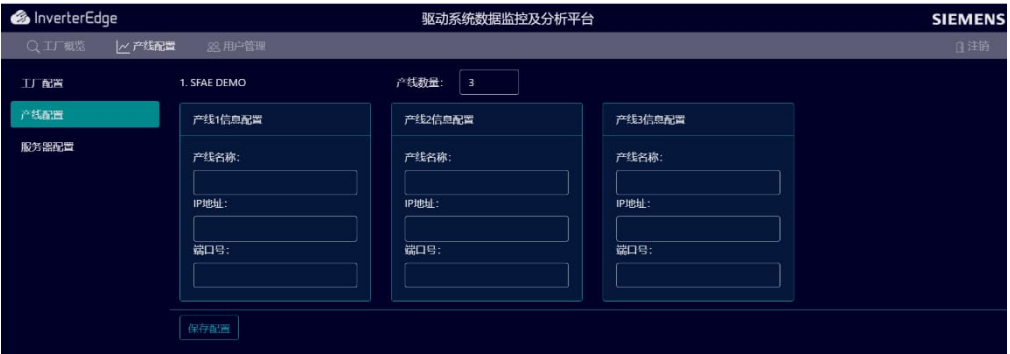 InverterEdge 驱动系统数据监控及分析平台 SIEMENS
工厂概览 产线配置 用户管理 注销
工厂配置
产线配置
服务器配置
1. SFAE DEMO 产线数量: 3
产线1信息配置 产线2信息配置 产线3信息配置
产线名称: 产线名称: 产线名称:
IP地址: IP地址: IP地址:
端口号: 端口号: 端口号:
保存配置